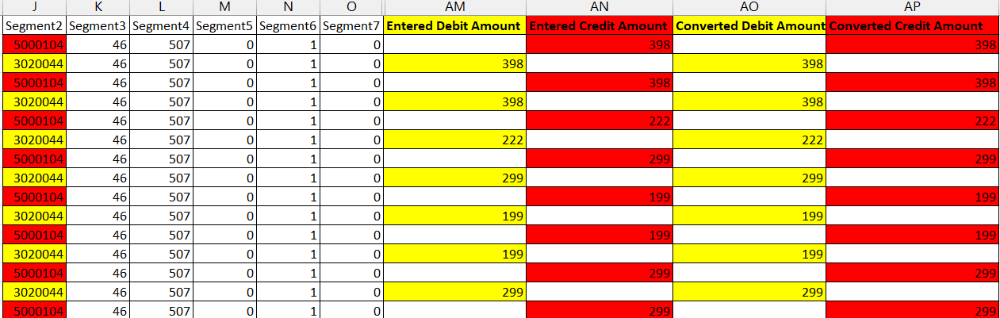 J K L M N O AM AN AO AP
Segment2 Segment3 Segment4 Segment5 Segment6 Segment7 Entered Debit Amount Entered Credit Amount Converted Debit Amount Converted Credit Amount
5000104 46 507 0 1 0 398 398
3020044 46 507 0 1 0 398 398
5000104 46 507 0 1 0 398 398
3020044 46 507 0 1 0 398 398
5000104 46 507 0 1 0 222 222
3020044 46 507 0 1 0 222 222
5000104 46 507 0 1 0 299 299
3020044 46 507 0 1 0 299 299
5000104 46 507 0 1 0 199 199
3020044 46 507 0 1 0 199 199
5000104 46 507 0 1 0 199 199
3020044 46 507 0 1 0 199 199
5000104 46 507 0 1 0 299 299
3020044 46 507 0 1 0 299 299
5000104 46 507 0 1 0 299 299